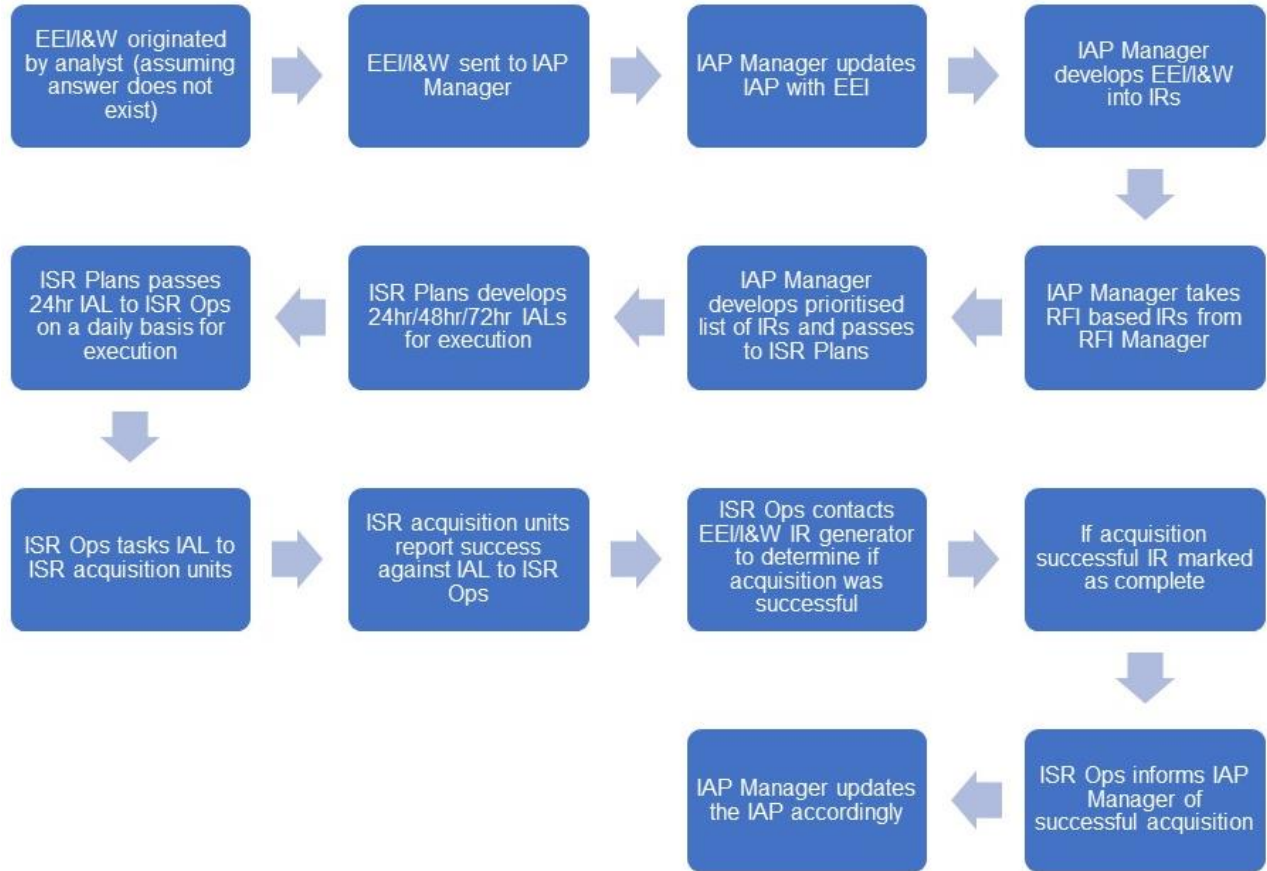 EEI/I&W originated
by analyst (assuming
answer does not
exist)
EEI/I&W sent to IAP
Manager
IAP Manager updates
IAP with EEI
IAP Manager
develops EEI/I&W
into IRs
IAP Manager takes
RFI based IRs from
RFI Manager
IAP Manager
develops prioritised
list of IRs and passes
to ISR Plans
ISR Plans develops
24hr/48hr/72hr IALs
for execution
ISR Plans passes
24hr IAL to ISR Ops
on a daily basis for
execution
ISR Ops tasks IAL to
ISR acquisition units
ISR acquisition units
report success
against IAL to ISR
Ops
ISR Ops contacts
EEI/I&W IR generator
to determine if
acquisition was
successful
If acquisition
successful IR marked
as complete
ISR Ops informs IAP
Manager of
successful acquisition
IAP Manager updates
the IAP accordingly